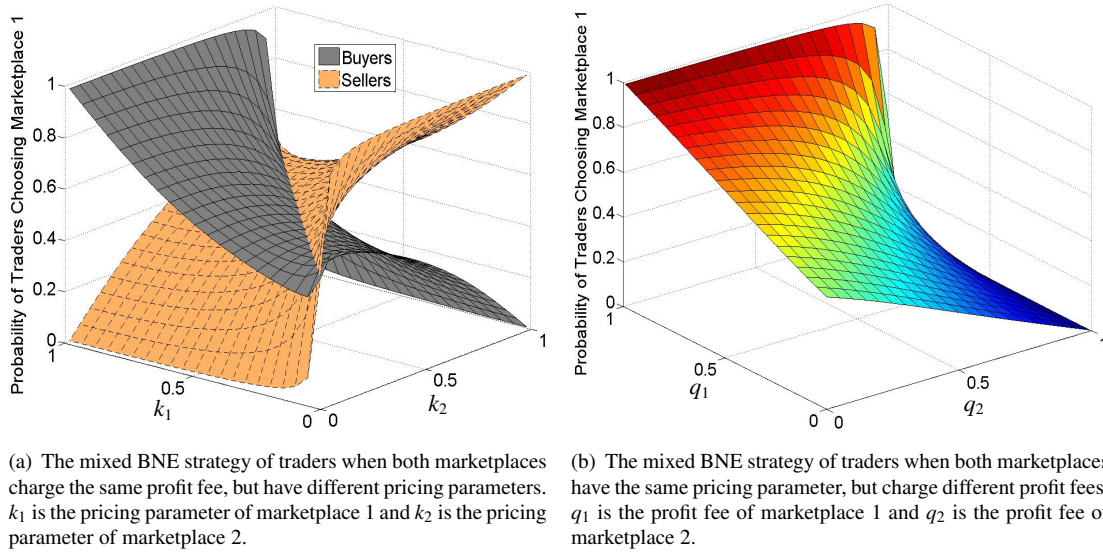 Probability of Traders Choosing Marketplace 1
1
0.8
0.6
0.4
0.2
0
1
0.5
0
k1
0
0.5
1
k2
Buyers
Sellers
Probability of Traders Choosing Marketplace 1
1
0.8
0.6
0.4
0.2
0
1
0.5
0
q1
0
0.5
1
q2
(a) The mixed BNE strategy of traders when both marketplaces
charge the same profit fee, but have different pricing parameters.
k1 is the pricing parameter of marketplace 1 and k2 is the pricing
parameter of marketplace 2.
(b) The mixed BNE strategy of traders when both marketplaces
have the same pricing parameter, but charge different profit fees
q1 is the profit fee of marketplace 1 and q2 is the profit fee of
marketplace 2.